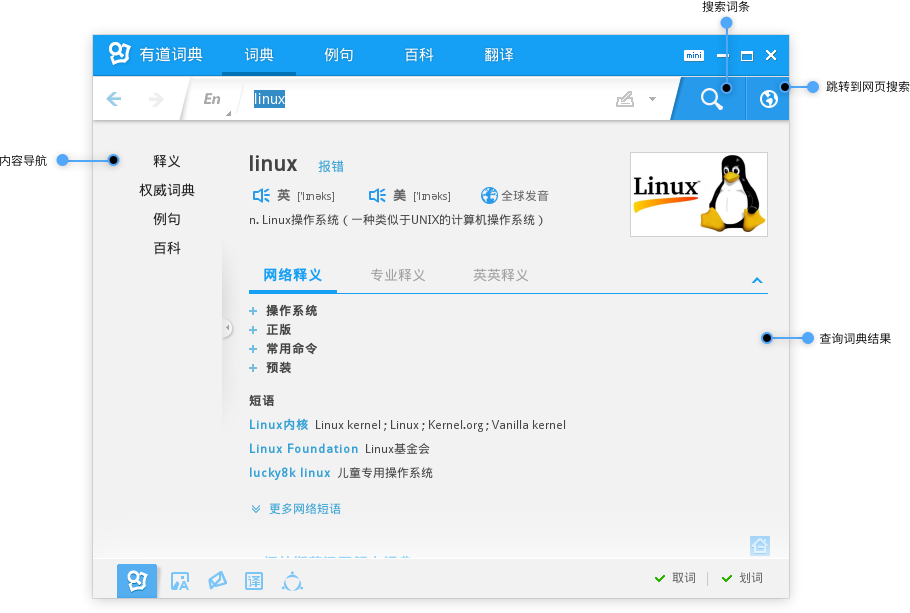 搜索词条
有道词典 词典 例句 百科 翻译 mini
跳转到网页搜索
En linux
内容导航
释义
权威词典
例句
百科
linux 报错
英 ['lɪnəks] 美 ['lɪnəks] 全球发音
n. Linux操作系统（一种类似于UNIX的计算机操作系统）
Linux
网络释义 专业释义 英英释义
操作系统
正版
常用命令
预装
查询词典结果
短语
Linux内核 Linux kernel ; Linux ; Kernel.org ; Vanilla kernel
Linux Foundation Linux基金会
lucky8k linux 儿童专用操作系统
更多网络短语
A 译
取词 划词